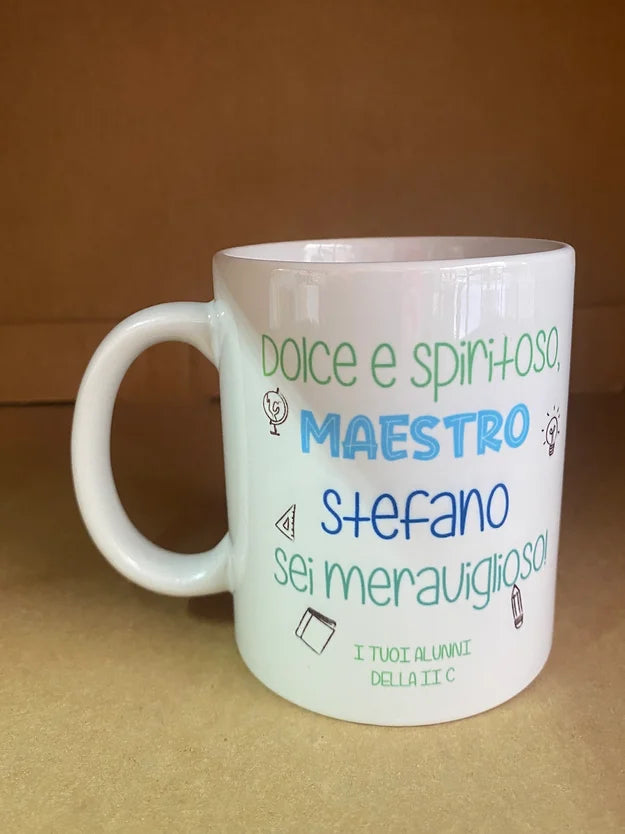 Dolce e spiritoso,
MAESTRO
Stefano
sei meraviglioso!
I TUOI ALUNNI
DELLA II C